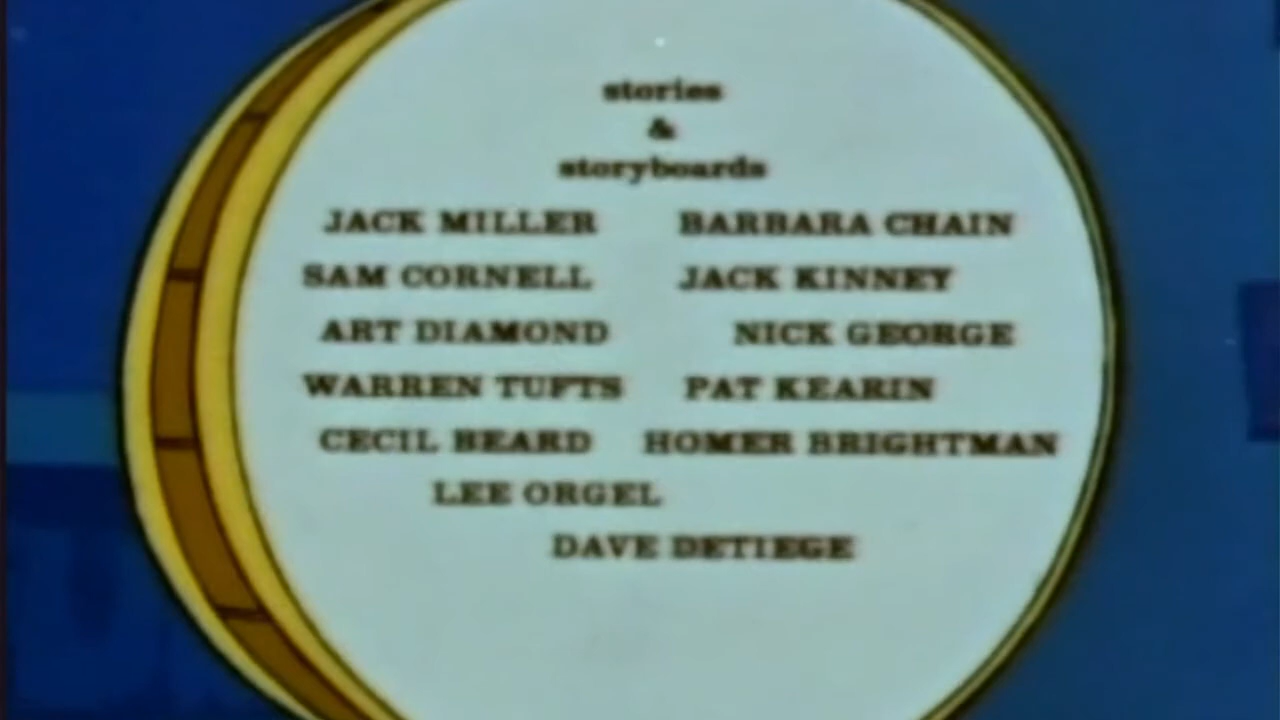 stories
&
storyboards
JACK MILLER BARBARA CHAIN
SAM CORNELL JACK KINNEY
ART DIAMOND NICK GEORGE
WARREN TUFTS PAT KEARIN
CECIL BEARD HOMER BRIGHTMAN
LEE ORGEL
DAVE DETIEGE